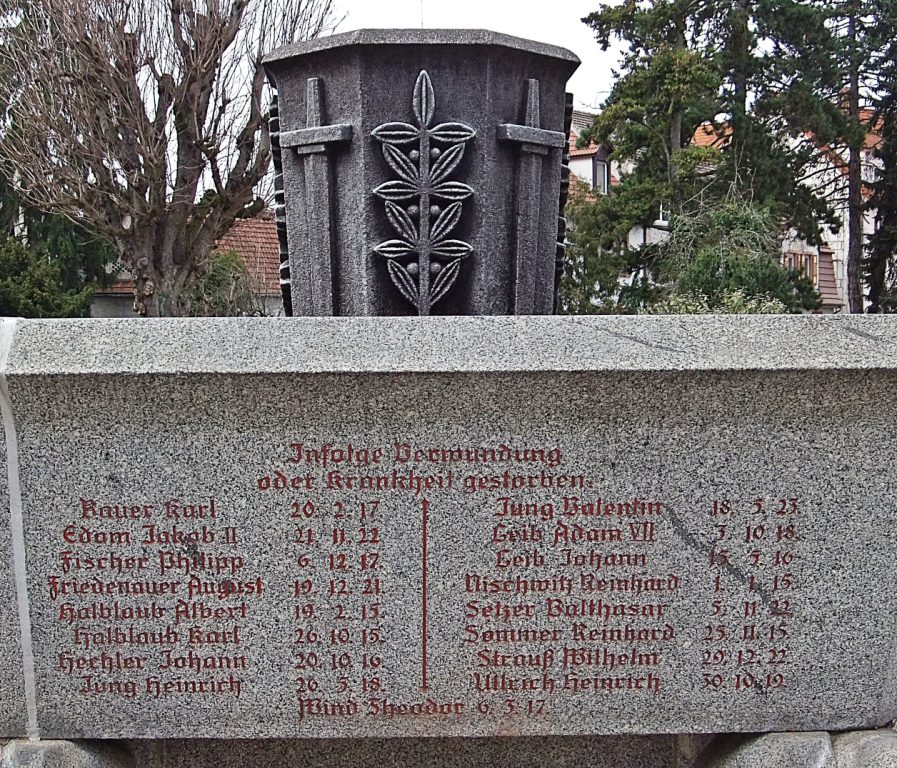 Infolge Verwundung
oder Krankheit gestorben.
Bauer Karl 20. 2. 17.
Edom Jakob II 21. 11. 22.
Fischer Philipp 6. 12. 17.
Friedenauer August 19. 12. 21.
Halblaub Albert 19. 2. 15.
Halblaub Karl 26. 10. 15.
Hechler Johann 20. 10. 16.
Jung Heinrich 26. 5. 18.
Jung Valentin 18. 5. 23.
Leib Adam VII 3. 10. 18.
Leib Johann 15. 5. 16
Nischwitz Reinhard 1. 1. 15
Setzer Balthasar 5. 11. 22.
Sommer Reinhard 25. 11. 15.
Strauß Wilhelm 29. 12. 22
Ullrich Heinrich 30. 10. 19.
Wind Theodor 6. 3. 17.